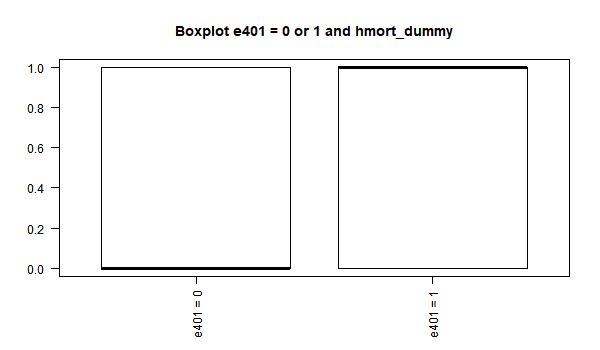 Boxplot e401 = 0 or 1 and hmort_dummy
1.0
0.8
0.6
0.4
0.2
0.0
e401 = 0
e401 = 1